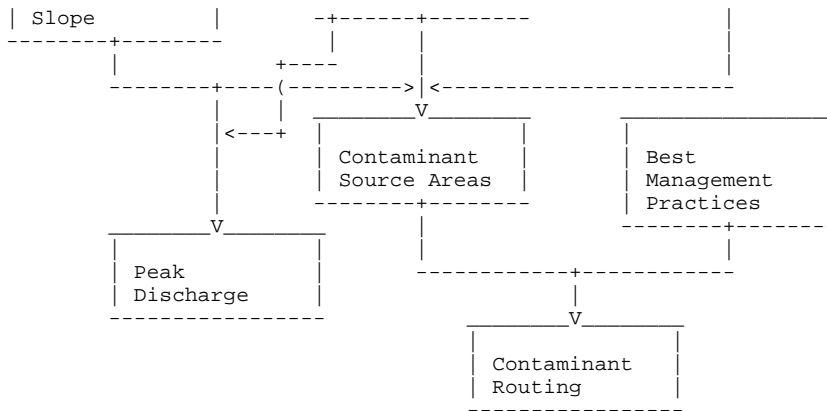 Slope
Contaminant
Source Areas
Best
Management
Practices
Peak
Discharge
Contaminant
Routing